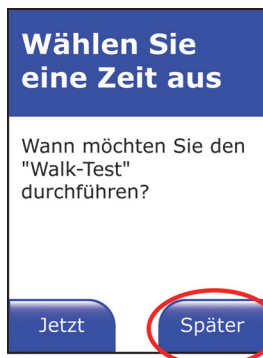 Wählen Sie
eine Zeit aus
Wann möchten Sie den
"Walk-Test"
durchführen?
Jetzt
Später